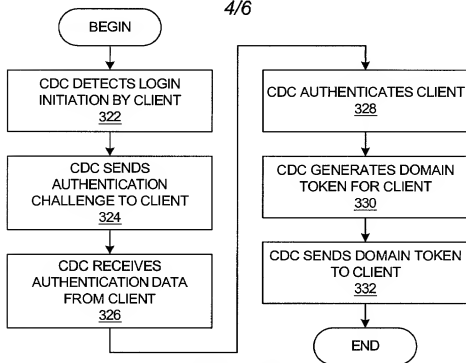 4/6
BEGIN
CDC DETECTS LOGIN
INITIATION BY CLIENT
322
CDC SENDS
AUTHENTICATION
CHALLENGE TO CLIENT
324
CDC RECEIVES
AUTHENTICATION DATA
FROM CLIENT
326
CDC AUTHENTICATES CLIENT
328
CDC GENERATES DOMAIN
TOKEN FOR CLIENT
330
CDC SENDS DOMAIN TOKEN
TO CLIENT
332
END